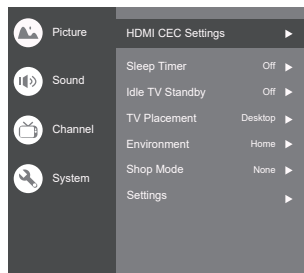 Picture
Sound
Channel
System
HDMI CEC Settings
Sleep Timer Off
Idle TV Standby Off
TV Placement Desktop
Environment Home
Shop Mode None
Settings